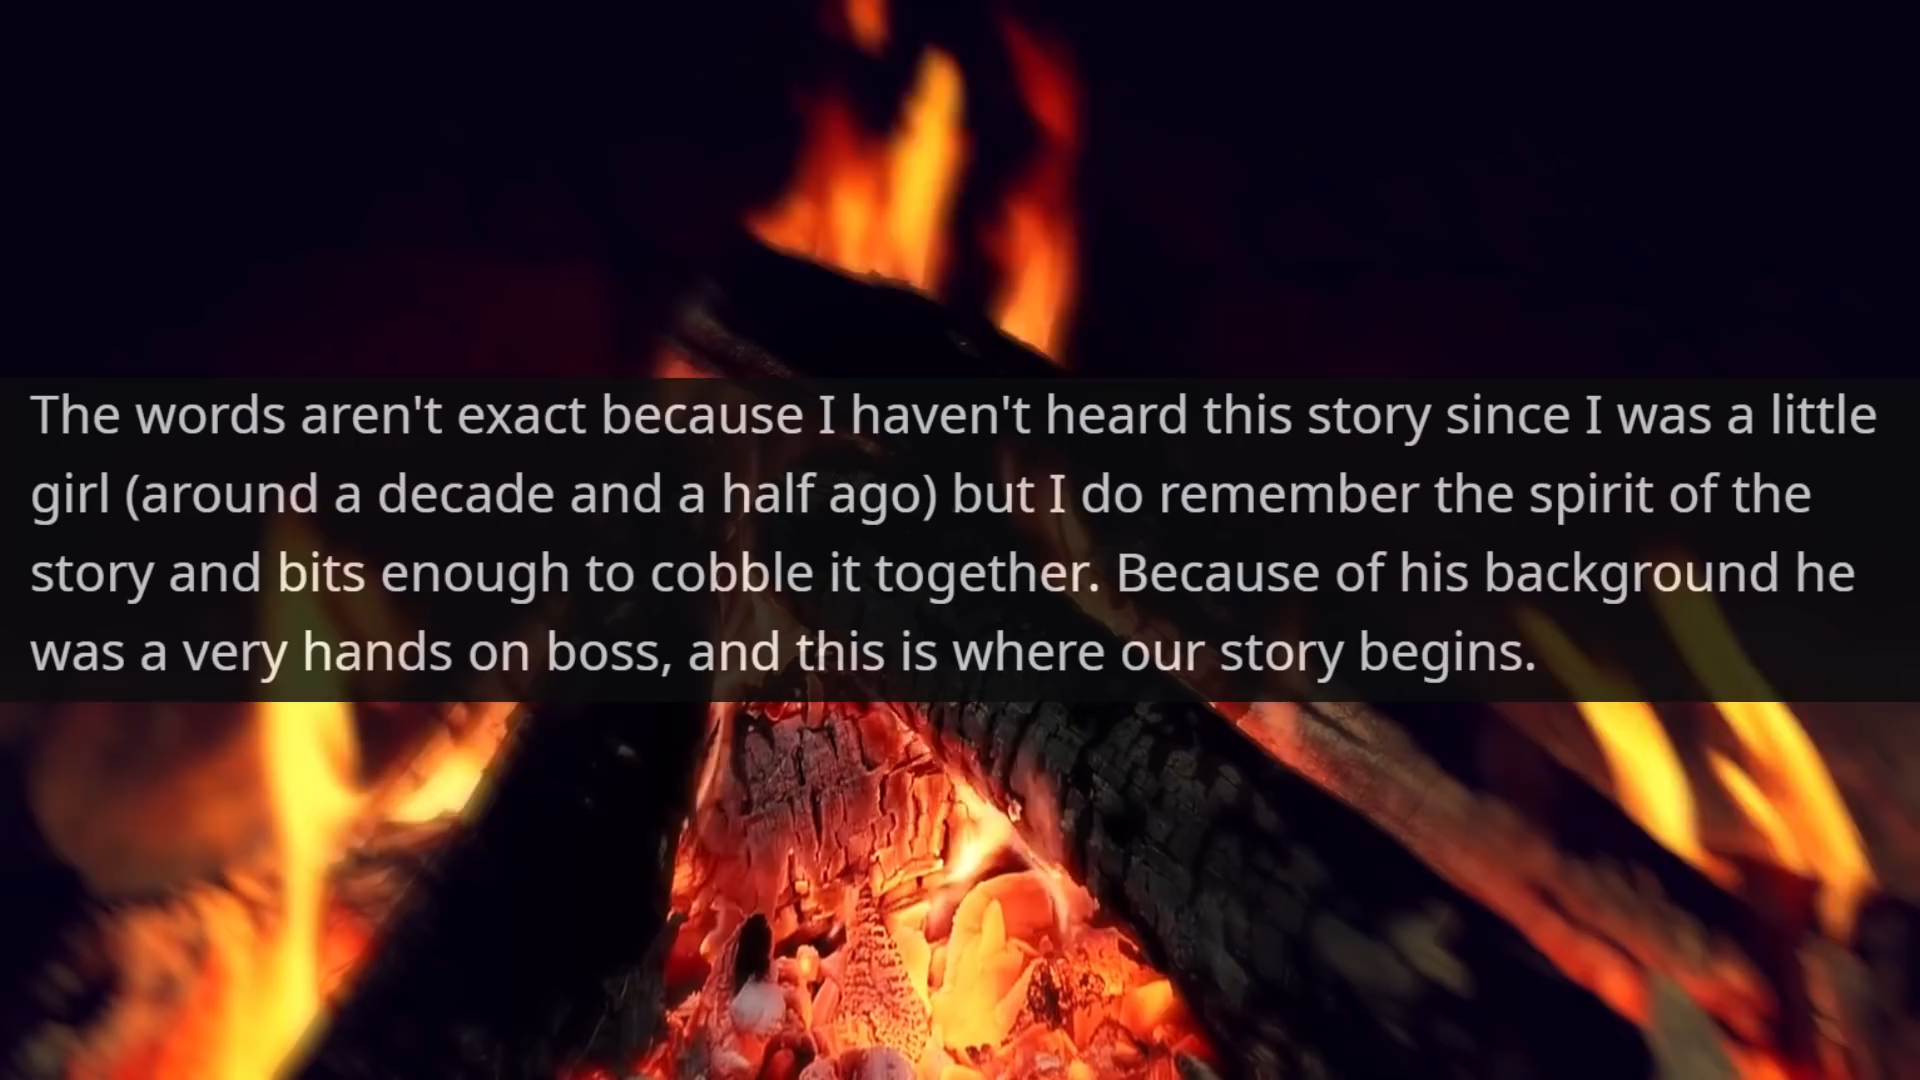 The words aren't exact because I haven't heard this story since I was a little
girl (around a decade and a half ago) but I do remember the spirit of the
story and bits enough to cobble it together. Because of his background he
was a very hands on boss, and this is where our story begins.